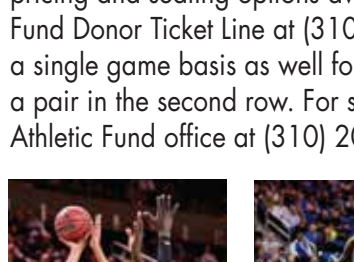 pricing and seating options av
Fund Donor Ticket Line at (310
a single game basis as well fo
a pair in the second row. For s
Athletic Fund office at (310) 20